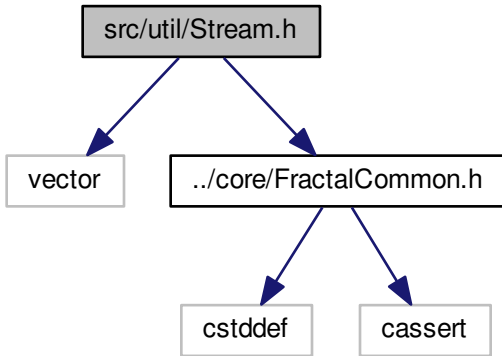 src/util/Stream.h
vector
../core/FractalCommon.h
cstddef
cassert